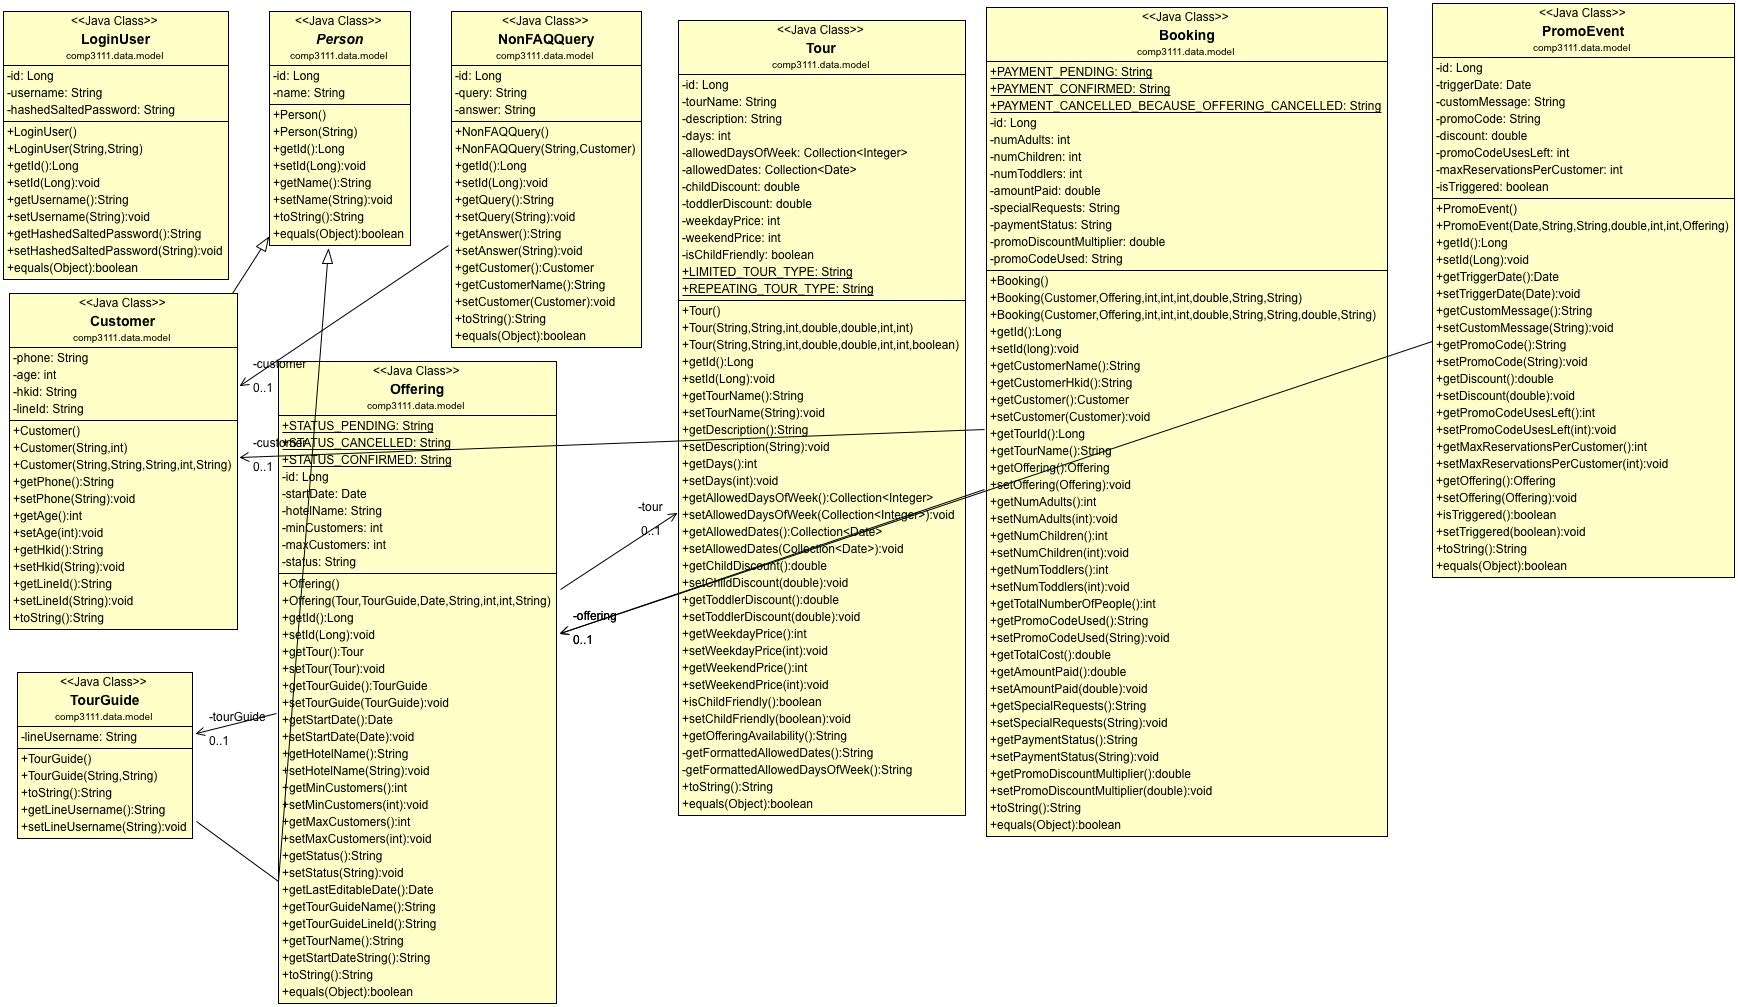 <<Java Class>>
LoginUser
comp3111.data.model
-id: Long
-username: String
-hashedSaltedPassword: String
+LoginUser()
+LoginUser(String,String)
+getId():Long
+setId(Long):void
+getUsername():String
+setUsername(String):void
+getHashedSaltedPassword():String
+setHashedSaltedPassword(String):void
+equals(Object):boolean
<<Java Class>>
Person
comp3111.data.model
-id: Long
-name: String
+Person()
+Person(String)
+getId():Long
+setId(Long):void
+getName():String
+setName(String):void
+toString():String
+equals(Object):boolean
<<Java Class>>
NonFAQQuery
comp3111.data.model
-id: Long
-query: String
-answer: String
+NonFAQQuery()
+NonFAQQuery(String,Customer)
+getId():Long
+setId(Long):void
+getQuery():String
+setQuery(String):void
+getAnswer():String
+setAnswer(String):void
+getCustomer():Customer
+getCustomerName():String
+setCustomer(Customer):void
+toString():String
+equals(Object):boolean
<<Java Class>>
Tour
comp3111.data.model
-id: Long
-tourName: String
-description: String
-days: int
-allowedDaysOfWeek: Collection<Integer>
-allowedDates: Collection<Date>
-childDiscount: double
-toddlerDiscount: double
-weekdayPrice: int
-weekendPrice: int
-isChildFriendly: boolean
+LIMITED_TOUR_TYPE: String
+REPEATING_TOUR_TYPE: String
+Tour()
+Tour(String,String,int,double,double,int,int)
+Tour(String,String,int,double,double,int,int,boolean)
+getId():Long
+setId(Long):void
+getTourName():String
+setTourName(String):void
+getDescription():String
+setDescription(String):void
+getDays():int
+setDays(int):void
+getAllowedDaysOfWeek():Collection<Integer>
+setAllowedDaysOfWeek(Collection<Integer>):void
+getAllowedDates():Collection<Date>
+setAllowedDates(Collection<Date>):void
+getChildDiscount():double
+setChildDiscount(double):void
+getToddlerDiscount():double
+setToddlerDiscount(double):void
+getWeekdayPrice():int
+setWeekdayPrice(int):void
+getWeekendPrice():int
+setWeekendPrice(int):void
+isChildFriendly():boolean
+setChildFriendly(boolean):void
+getOfferingAvailability():String
-getFormattedAllowedDates():String
-getFormattedAllowedDaysOfWeek():String
+toString():String
+equals(Object):boolean
<<Java Class>>
Booking
comp3111.data.model
+PAYMENT_PENDING: String
+PAYMENT_CONFIRMED: String
+PAYMENT_CANCELLED_BECAUSE_OFFERING_CANCELLED: String
-id: Long
-numAdults: int
-numChildren: int
-numToddlers: int
-amountPaid: double
-specialRequests: String
-paymentStatus: String
-promoDiscountMultiplier: double
-promoCodeUsed: String
+Booking()
+Booking(Customer,Offering,int,int,int,double,String,String)
+Booking(Customer,Offering,int,int,int,double,String,String,double,String)
+getId():Long
+setId(long):void
+getCustomerName():String
+getCustomerHkid():String
+getCustomer():Customer
+setCustomer(Customer):void
+getTourId():Long
+getTourName():String
+getOffering():Offering
+setOffering(Offering):void
+getNumAdults():int
+setNumAdults(int):void
+getNumChildren():int
+setNumChildren(int):void
+getNumToddlers():int
+setNumToddlers(int):void
+getTotalNumberOfPeople():int
+getPromoCodeUsed():String
+setPromoCodeUsed(String):void
+getTotalCost():double
+getAmountPaid():double
+setAmountPaid(double):void
+getSpecialRequests():String
+setSpecialRequests(String):void
+getPaymentStatus():String
+setPaymentStatus(String):void
+getPromoDiscountMultiplier():double
+setPromoDiscountMultiplier(double):void
+toString():String
+equals(Object):boolean
<<Java Class>>
PromoEvent
comp3111.data.model
-id: Long
-triggerDate: Date
-customMessage: String
-promoCode: String
-discount: double
-promoCodeUsesLeft: int
-maxReservationsPerCustomer: int
-isTriggered: boolean
+PromoEvent()
+PromoEvent(Date,String,String,double,int,int,Offering)
+getId():Long
+setId(Long):void
+getTriggerDate():Date
+setTriggerDate(Date):void
+getCustomMessage():String
+setCustomMessage(String):void
+getPromoCode():String
+setPromoCode(String):void
+getDiscount():double
+setDiscount(double):void
+getPromoCodeUsesLeft():int
+setPromoCodeUsesLeft(int):void
+getMaxReservationsPerCustomer():int
+setMaxReservationsPerCustomer(int):void
+getOffering():Offering
+setOffering(Offering):void
+isTriggered():boolean
+setTriggered(boolean):void
+toString():String
+equals(Object):boolean
<<Java Class>>
Customer
comp3111.data.model
-phone: String
-age: int
-hkid: String
-lineId: String
+Customer()
+Customer(String,int)
+Customer(String,String,String,int,String)
+getPhone():String
+setPhone(String):void
+getAge():int
+setAge(int):void
+getHkid():String
+setHkid(String):void
+getLineId():String
+setLineId(String):void
+toString():String
-customer
0..1
-customer
0..1
<<Java Class>>
Offering
comp3111.data.model
+STATUS_PENDING: String
+STATUS_CANCELLED: String
+STATUS_CONFIRMED: String
-id: Long
-startDate: Date
-hotelName: String
-minCustomers: int
-maxCustomers: int
-status: String
+Offering()
+Offering(Tour,TourGuide,Date,String,int,int,String)
+getId():Long
+setId(Long):void
+getTour():Tour
+setTour(Tour):void
+getTourGuide():TourGuide
+setTourGuide(TourGuide):void
+getStartDate():Date
+setStartDate(Date):void
+getHotelName():String
+setHotelName(String):void
+getMinCustomers():int
+setMinCustomers(int):void
+getMaxCustomers():int
+setMaxCustomers(int):void
+getStatus():String
+setStatus(String):void
+getLastEditableDate():Date
+getTourGuideName():String
+getTourGuideLineId():String
+getTourName():String
+getStartDateString():String
+toString():String
+equals(Object):boolean
-tour
0..1
-offering
0..1
<<Java Class>>
TourGuide
comp3111.data.model
-lineUsername: String
+TourGuide()
+TourGuide(String,String)
+toString():String
+getLineUsername():String
+setLineUsername(String):void
-tourGuide
0..1